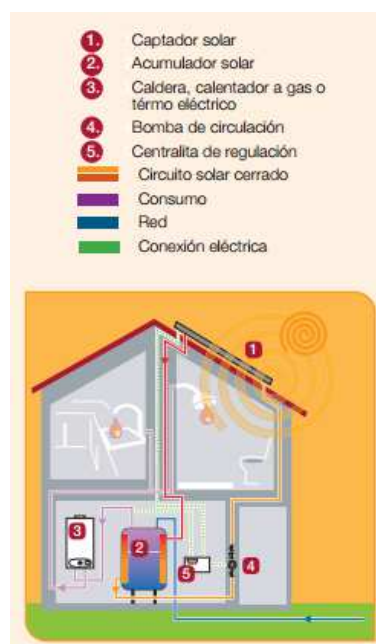 1. Captador solar
2. Acumulador solar
3. Caldera, calentador a gas o
térmo eléctrico
4. Bomba de circulación
5. Centralita de regulación
Circuito solar cerrado
Consumo
Red
Conexión eléctrica
1
3
2
5
4